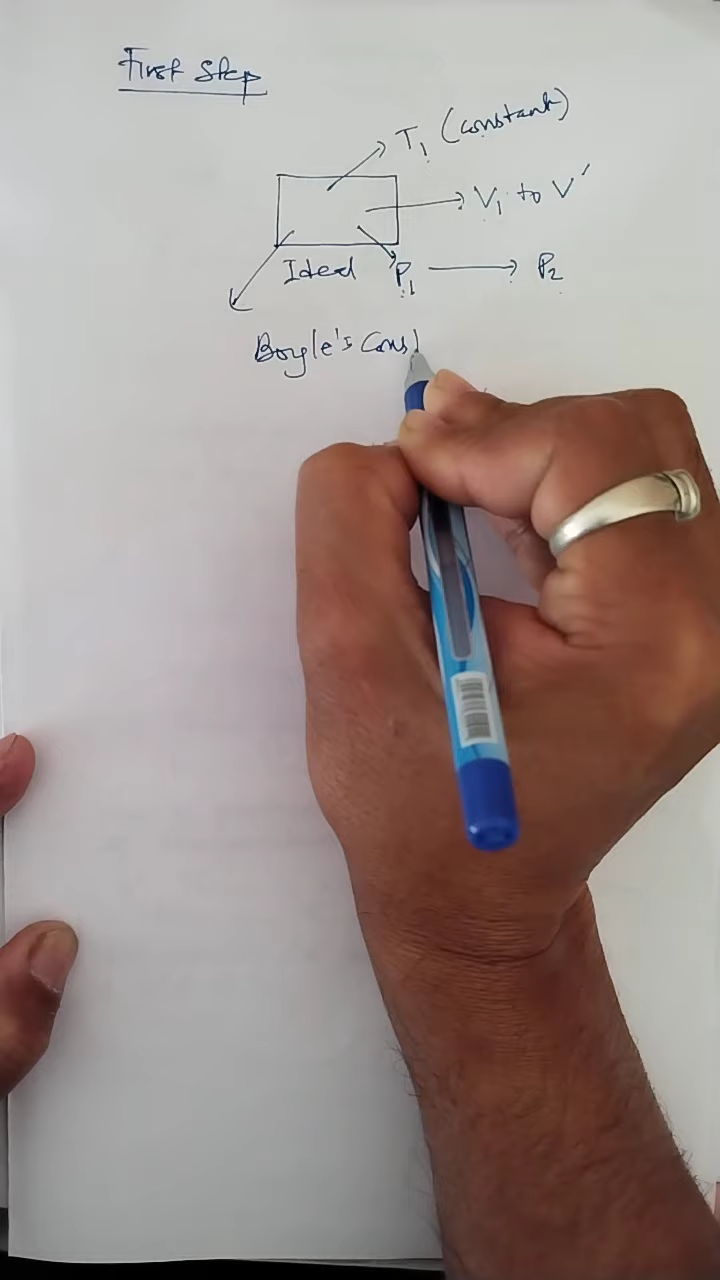 First Step
T₁ (constant)
V₁ to V′
Ideal P₁ → P₂
Boyle's Cons